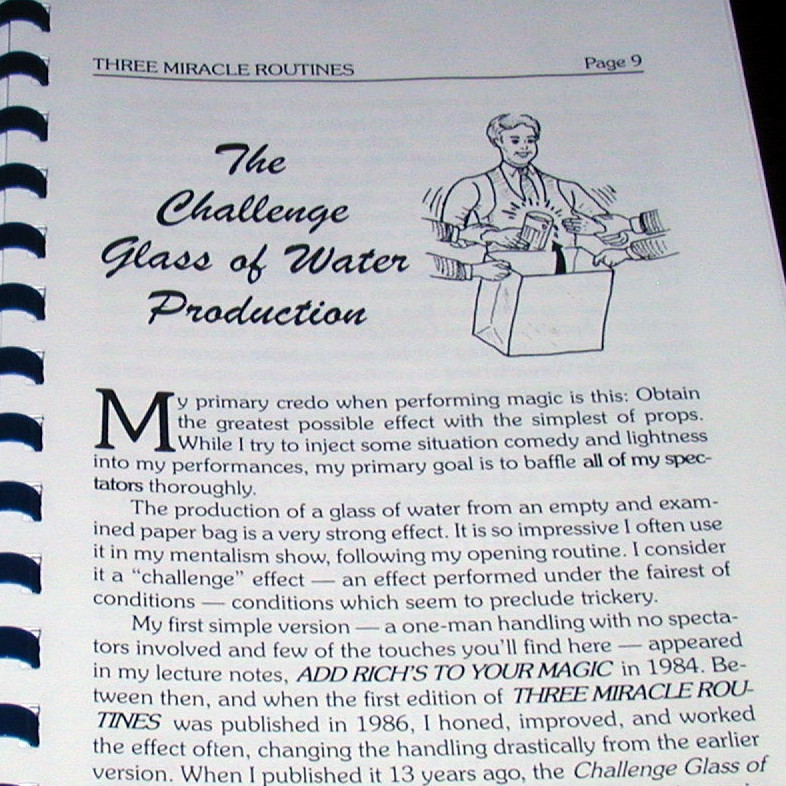 THREE MIRACLE ROUTINES Page 9
The
Challenge
Glass of Water
Production
My primary credo when performing magic is this: Obtain
the greatest possible effect with the simplest of props.
While I try to inject some situation comedy and lightness
into my performances, my primary goal is to baffle all of my spec-
tators thoroughly.
The production of a glass of water from an empty and exam-
ined paper bag is a very strong effect. It is so impressive I often use
it in my mentalism show, following my opening routine. I consider
it a “challenge” effect — an effect performed under the fairest of
conditions — conditions which seem to preclude trickery.
My first simple version — a one-man handling with no specta-
tors involved and few of the touches you'll find here — appeared
in my lecture notes, ADD RICH'S TO YOUR MAGIC in 1984. Be-
tween then, and when the first edition of THREE MIRACLE ROU-
TINES was published in 1986, I honed, improved, and worked
the effect often, changing the handling drastically from the earlier
version. When I published it 13 years ago, the Challenge Glass of